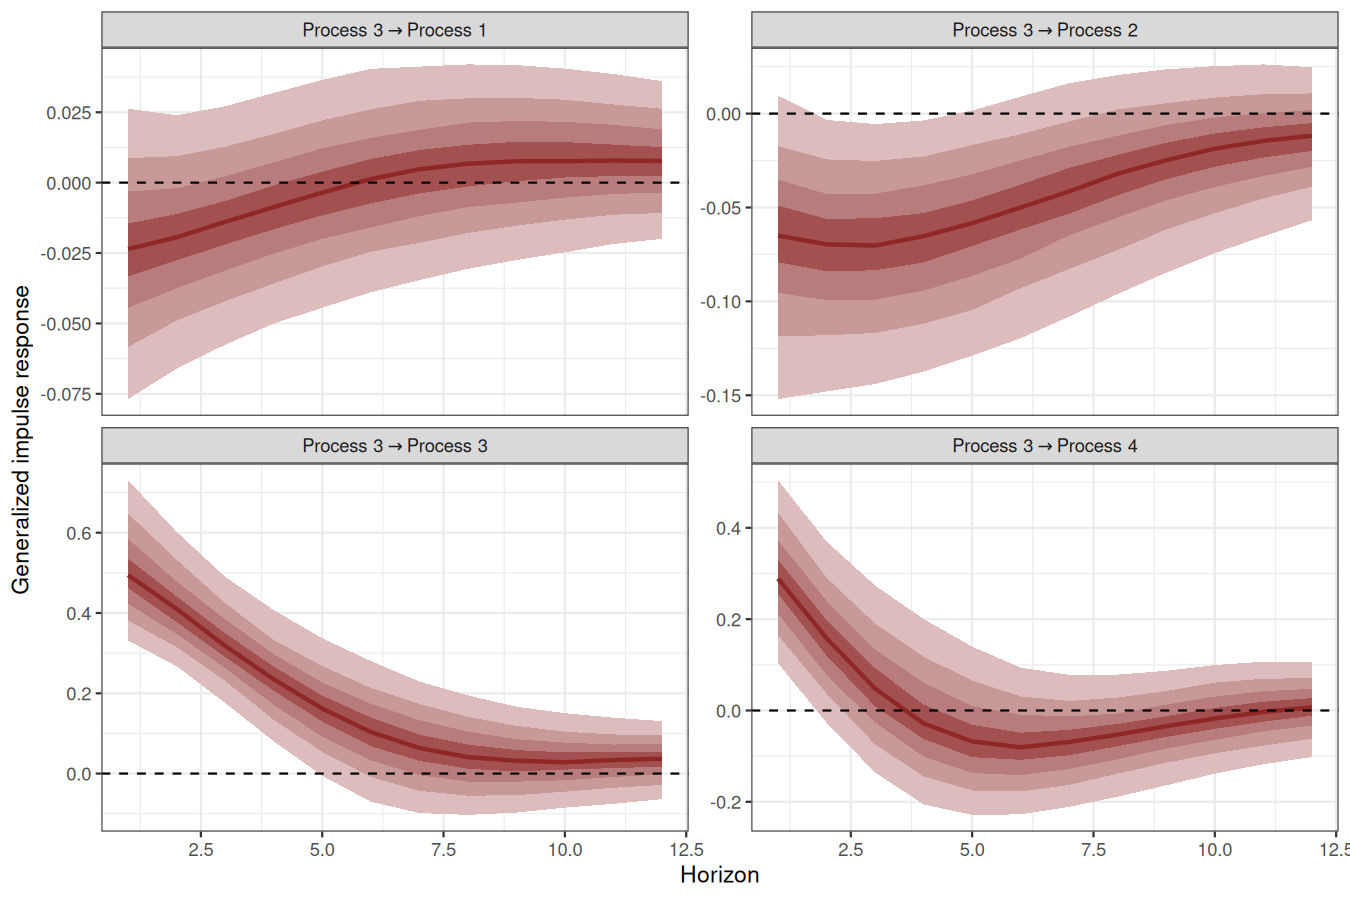 Process 3 → Process 1
Process 3 → Process 2
0.025
0.000
-0.025
-0.050
-0.075
0.00
-0.05
-0.10
-0.15
Process 3 → Process 3
Process 3 → Process 4
0.6
0.4
0.2
0.0
0.4
0.2
0.0
-0.2
2.5 5.0 7.5 10.0 12.5
2.5 5.0 7.5 10.0 12.5
Horizon
Generalized impulse response